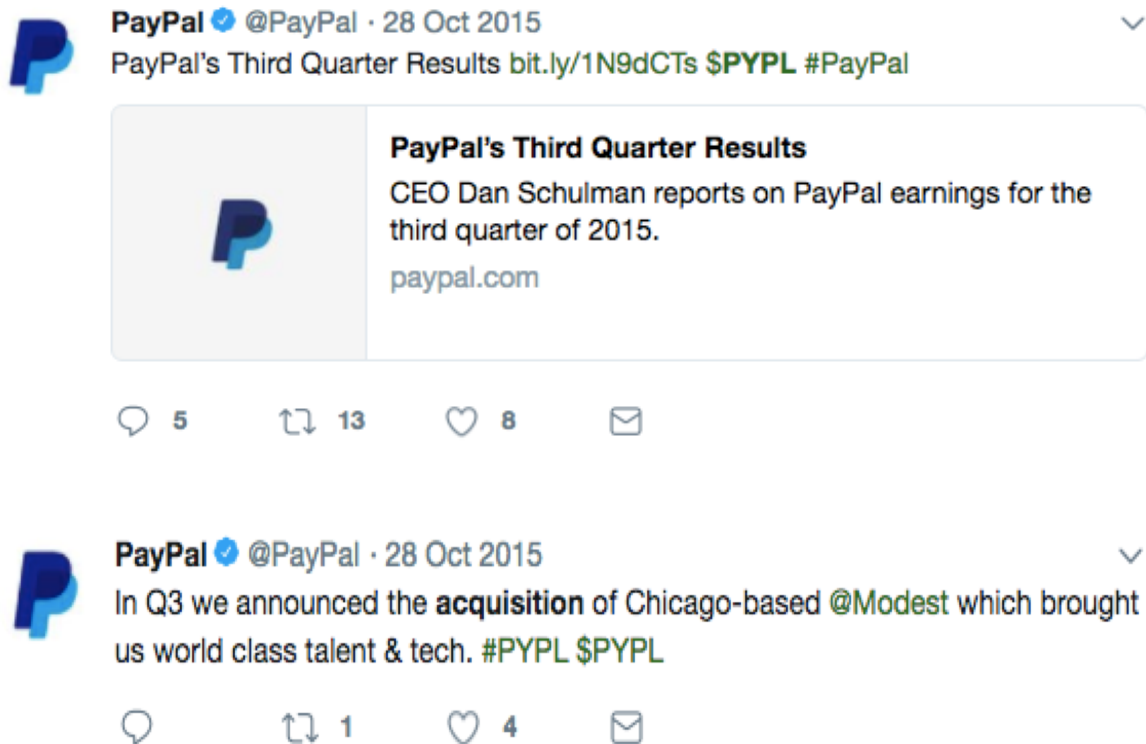 PayPal @PayPal · 28 Oct 2015
PayPal’s Third Quarter Results bit.ly/1N9dCTs $PYPL #PayPal
PayPal’s Third Quarter Results
CEO Dan Schulman reports on PayPal earnings for the
third quarter of 2015.
paypal.com
5 13 8
PayPal @PayPal · 28 Oct 2015
In Q3 we announced the acquisition of Chicago-based @Modest which brought
us world class talent & tech. #PYPL $PYPL
1 4